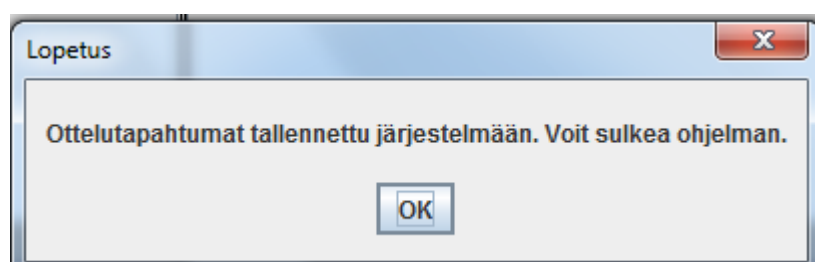 Lopetus
Ottelutapahtumat tallennettu järjestelmään. Voit sulkea ohjelman.
OK